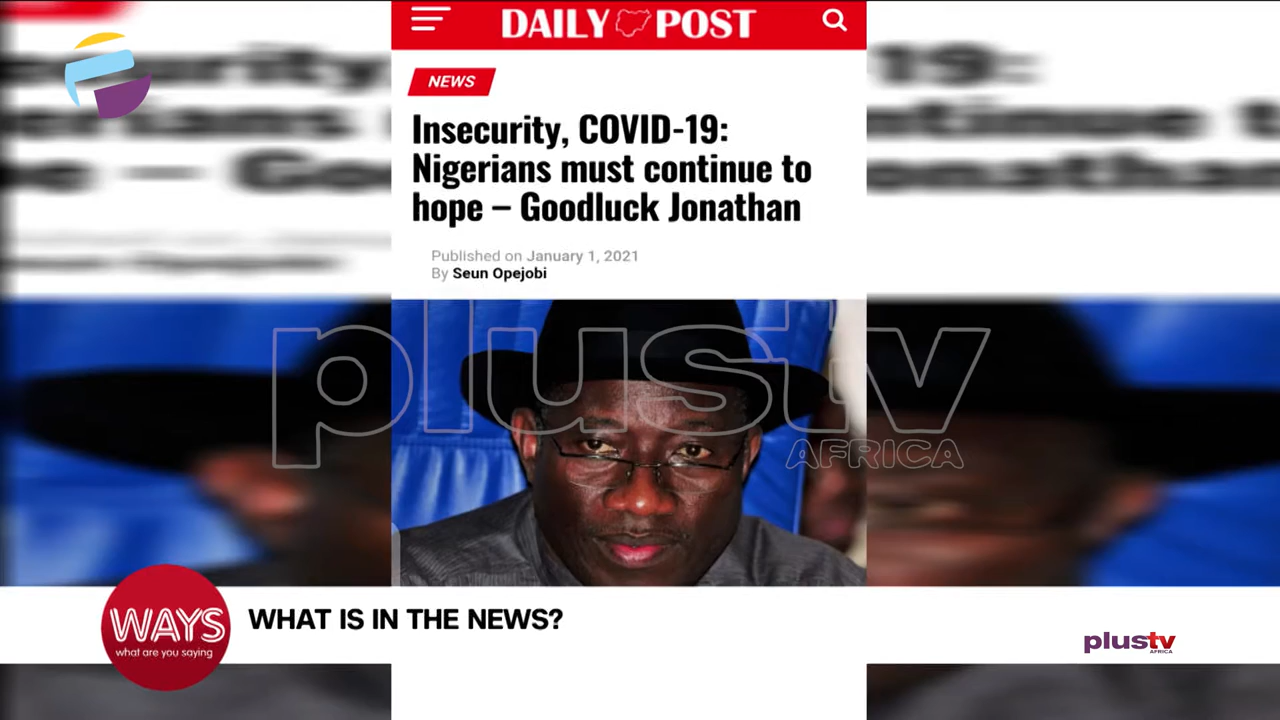 DAILY POST
NEWS
Insecurity, COVID-19:
Nigerians must continue to
hope – Goodluck Jonathan
Published on January 1, 2021
By Seun Opejobi
plustv
AFRICA
WAYS
what are you saying
WHAT IS IN THE NEWS?
plustv
AFRICA